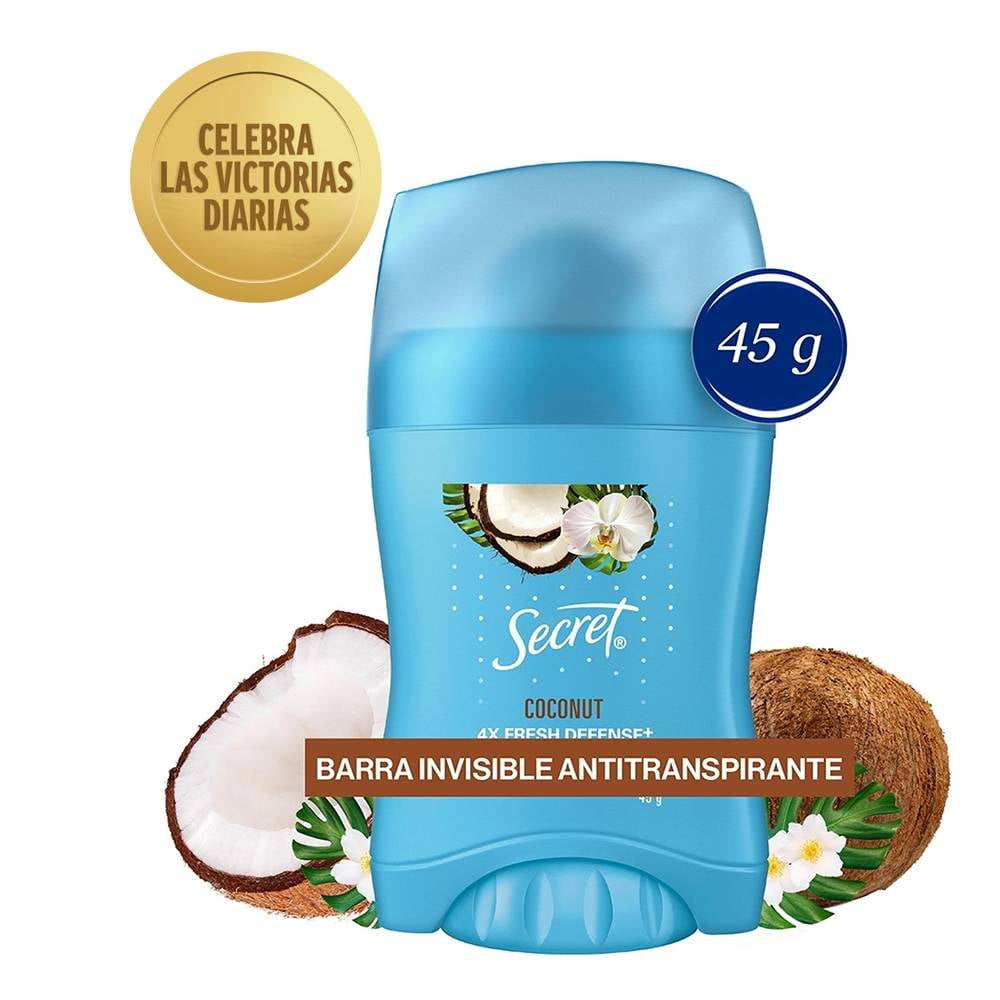 CELEBRA
LAS VICTORIAS
DIARIAS
45 g
Secret®
COCONUT
4X FRESH DEFENSE†
BARRA INVISIBLE ANTITRANSPIRANTE
45 g